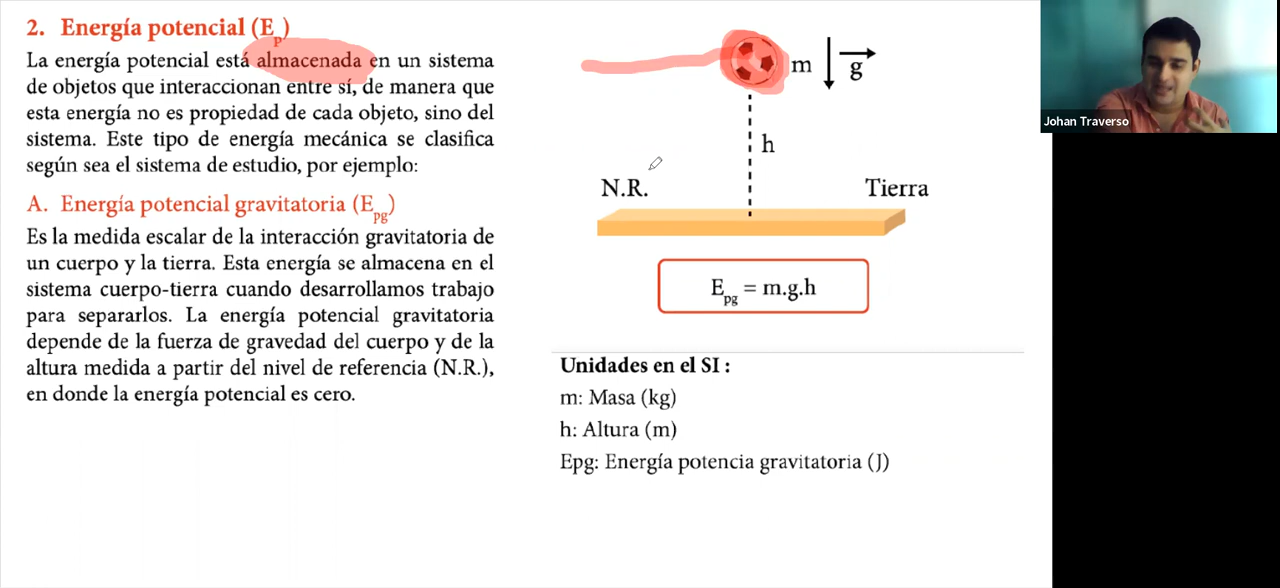 2. Energía potencial (Ep)
La energía potencial está almacenada en un sistema
de objetos que interaccionan entre sí, de manera que
esta energía no es propiedad de cada objeto, sino del
sistema. Este tipo de energía mecánica se clasifica
según sea el sistema de estudio, por ejemplo:
A. Energía potencial gravitatoria (Epg)
Es la medida escalar de la interacción gravitatoria de
un cuerpo y la tierra. Esta energía se almacena en el
sistema cuerpo-tierra cuando desarrollamos trabajo
para separarlos. La energía potencial gravitatoria
depende de la fuerza de gravedad del cuerpo y de la
altura medida a partir del nivel de referencia (N.R.),
en donde la energía potencial es cero.
m g
h
N.R. Tierra
Epg = m.g.h
Unidades en el SI :
m: Masa (kg)
h: Altura (m)
Epg: Energía potencia gravitatoria (J)
Johan Traverso